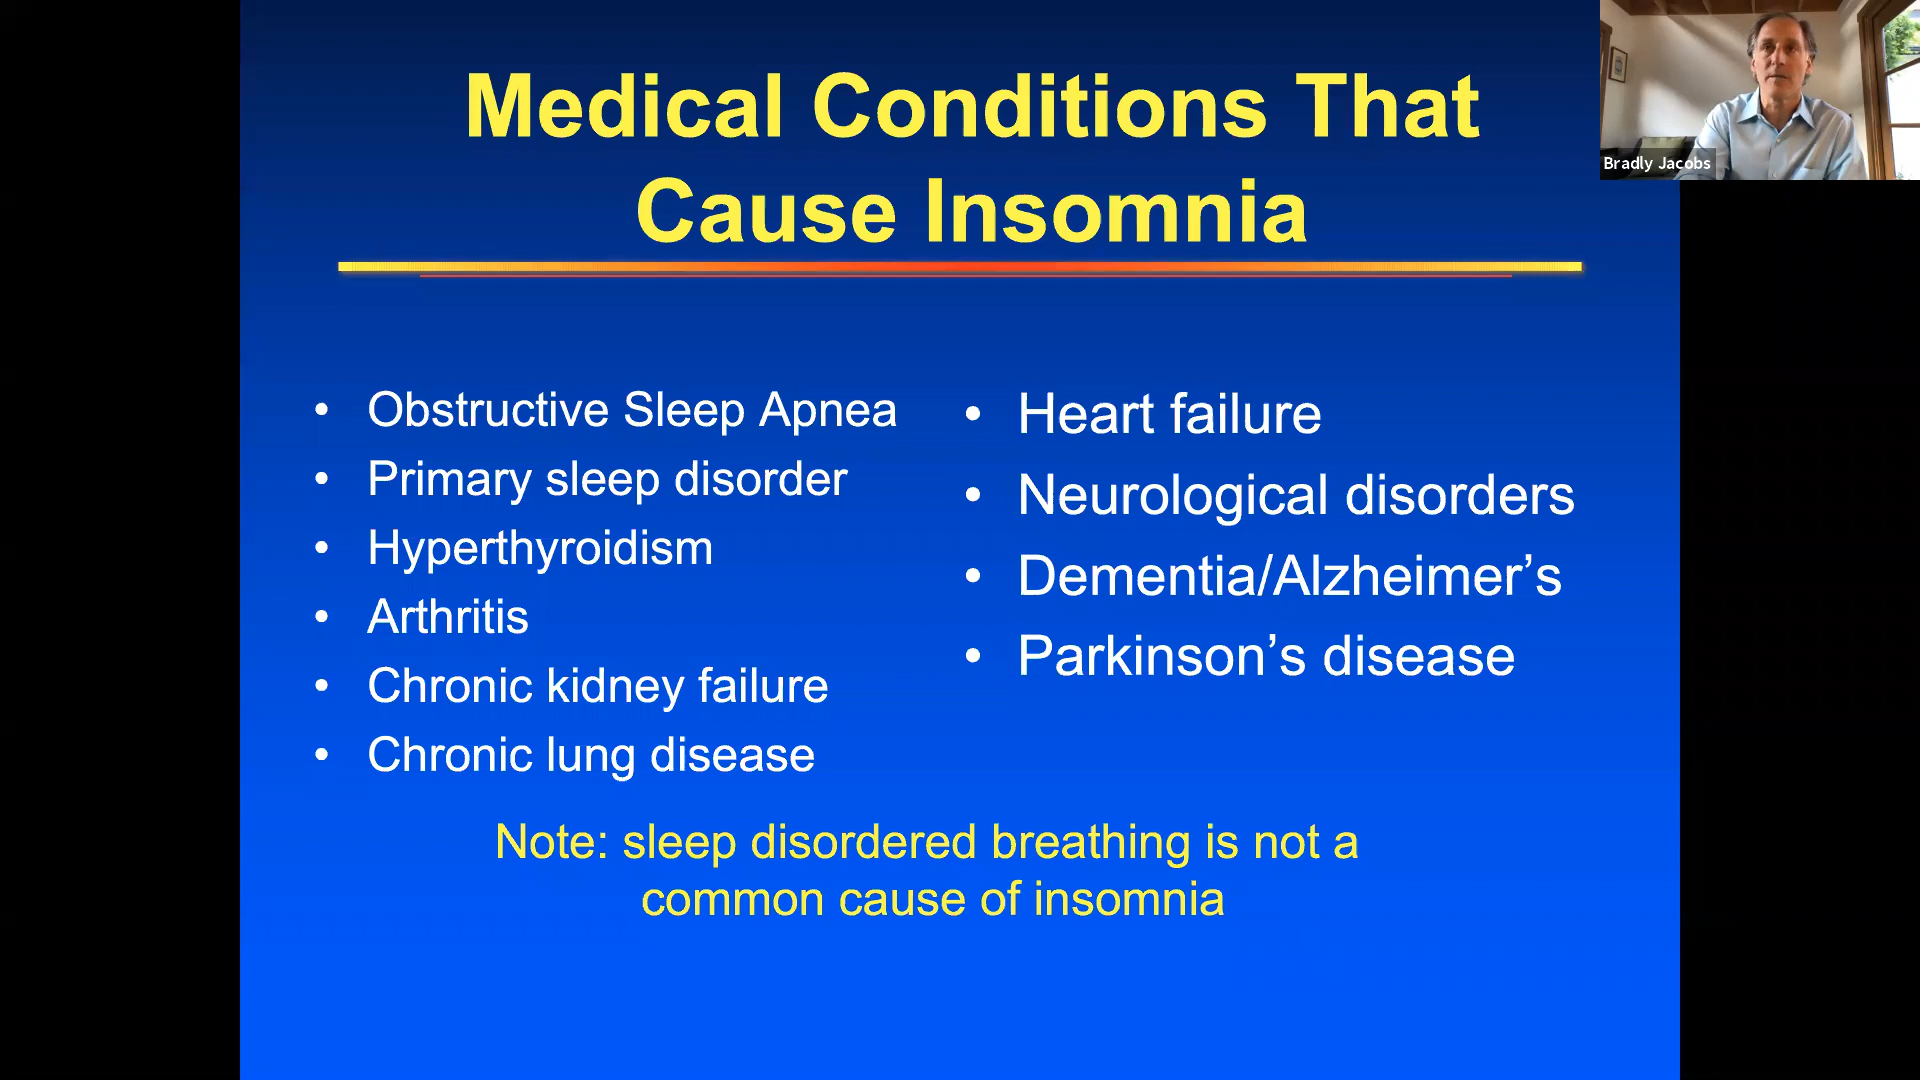 Medical Conditions That
Cause Insomnia
• Obstructive Sleep Apnea
• Primary sleep disorder
• Hyperthyroidism
• Arthritis
• Chronic kidney failure
• Chronic lung disease
• Heart failure
• Neurological disorders
• Dementia/Alzheimer’s
• Parkinson’s disease
Note: sleep disordered breathing is not a
common cause of insomnia
Bradly Jacobs